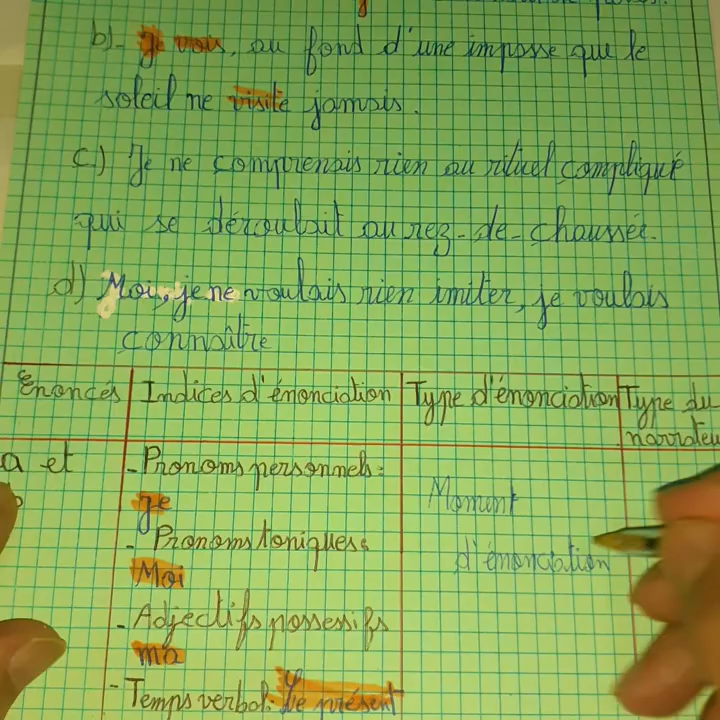 b)- Je vois, au fond d'une impasse que le
soleil ne visite jamais.
c.) Je ne comprenais rien au rituel compliqué
qui se déroulait au rez-de-chaussée.
d) Moi, je ne voulais rien imiter, je voulais
connaître
Enoncés | Indices d'énonciation | Type d'énonciation | Type du
narrateu
a et
- Pronoms personnels:
Je
- Pronoms toniques:
Moi
- Adjectifs possessifs
ma
- Temps verbal: Le présent
Moment
d'énonciation